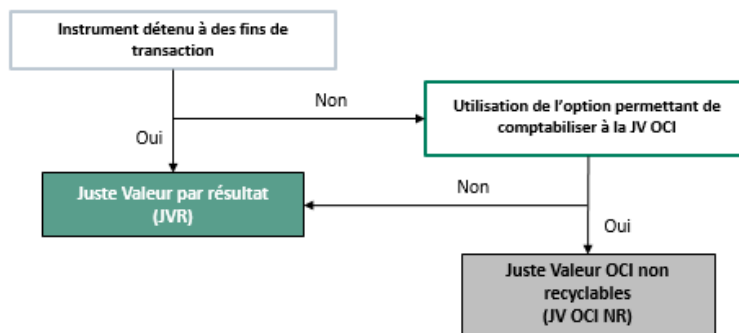 Instrument détenu à des fins de
transaction
Non
Utilisation de l'option permettant de
comptabiliser à la JV OCI
Oui
Juste Valeur par résultat
(JVR)
Non
Oui
Juste Valeur OCI non
recyclables
(JV OCI NR)